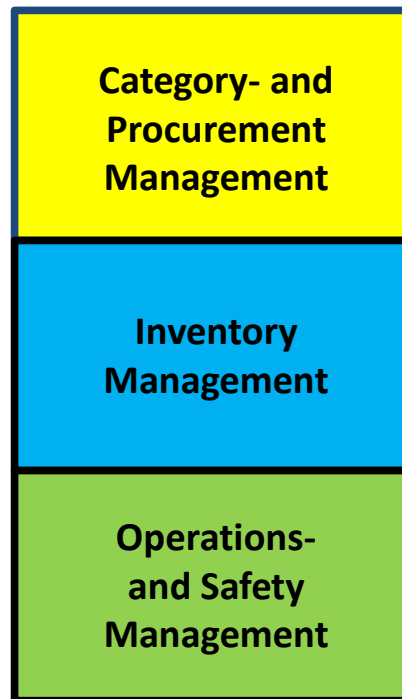 Category- and
Procurement
Management
Inventory
Management
Operations-
and Safety
Management